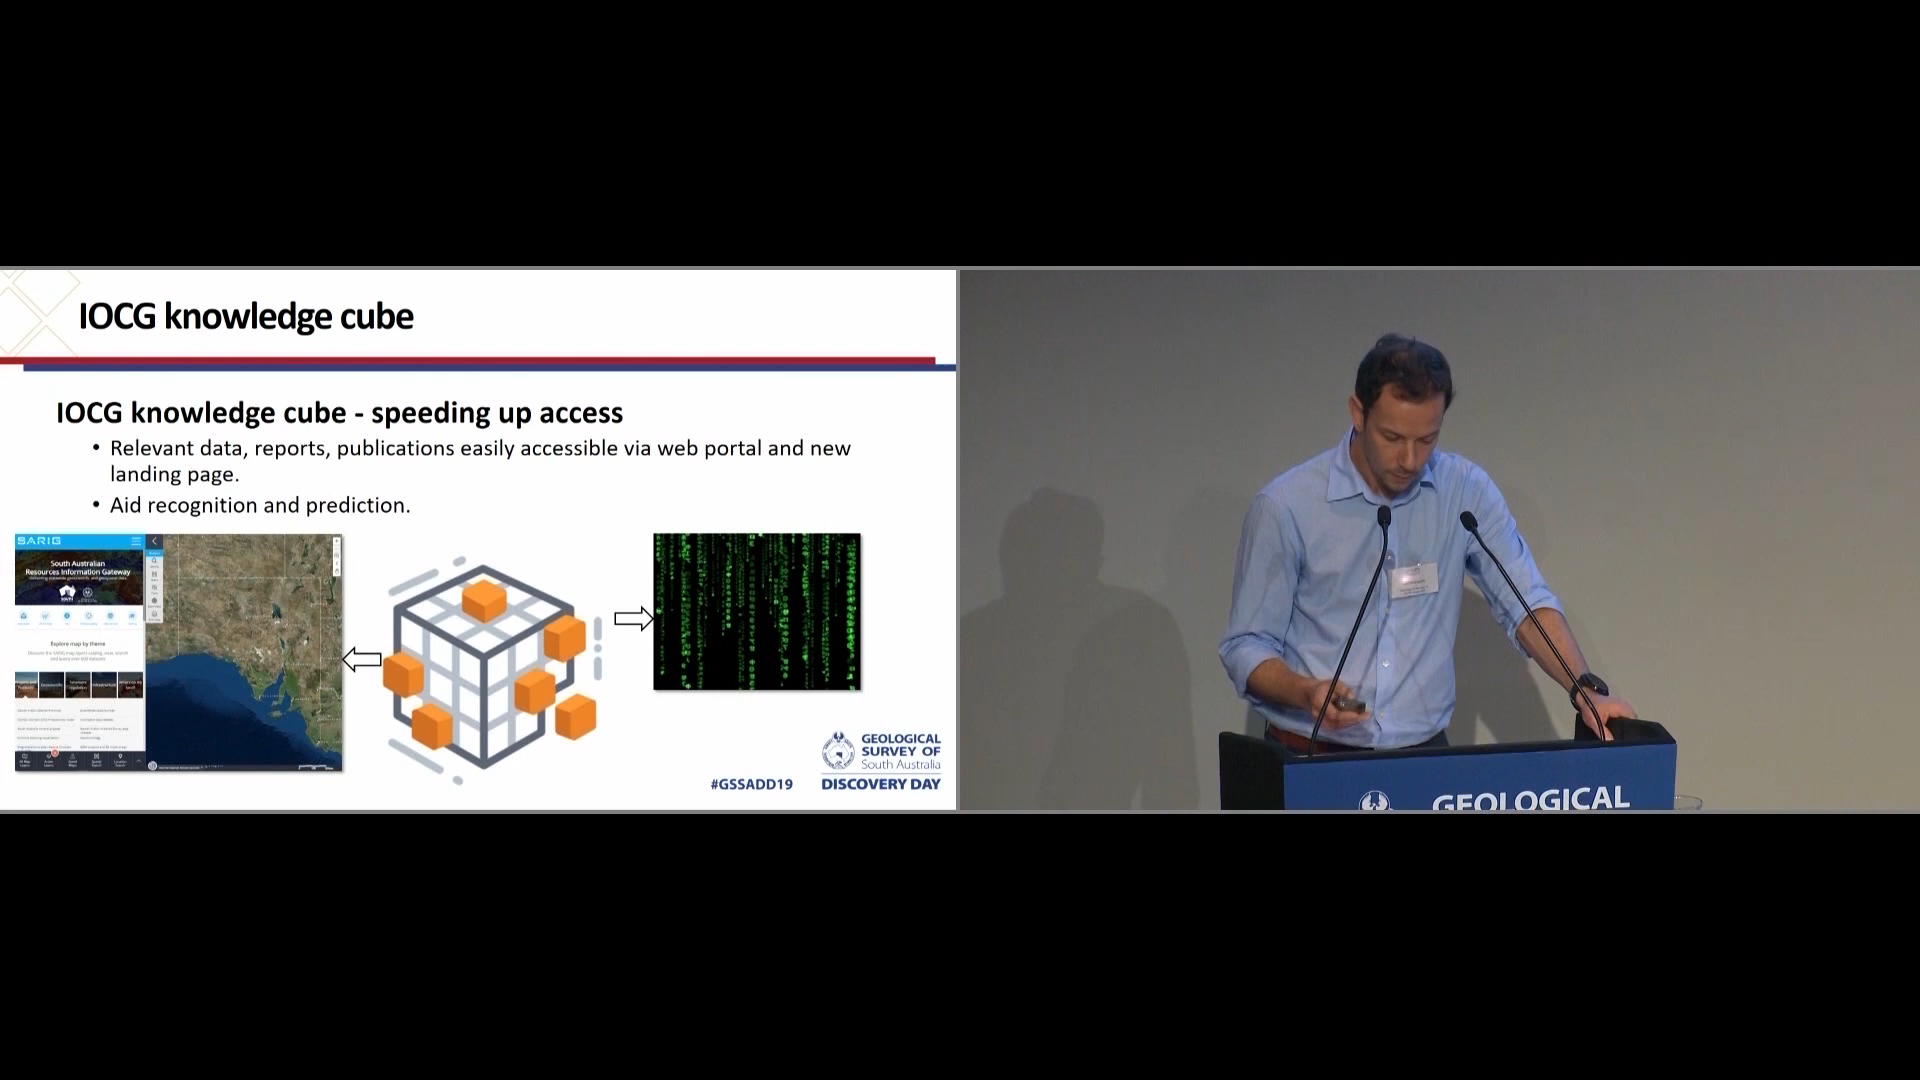 IOCG knowledge cube
IOCG knowledge cube - speeding up access
• Relevant data, reports, publications easily accessible via web portal and new
landing page.
• Aid recognition and prediction.
SARIG
South Australian
Resources Information Gateway
Explore map by theme
#GSSADD19
GEOLOGICAL
SURVEY OF
South Australia
DISCOVERY DAY
GEOLOGICAL